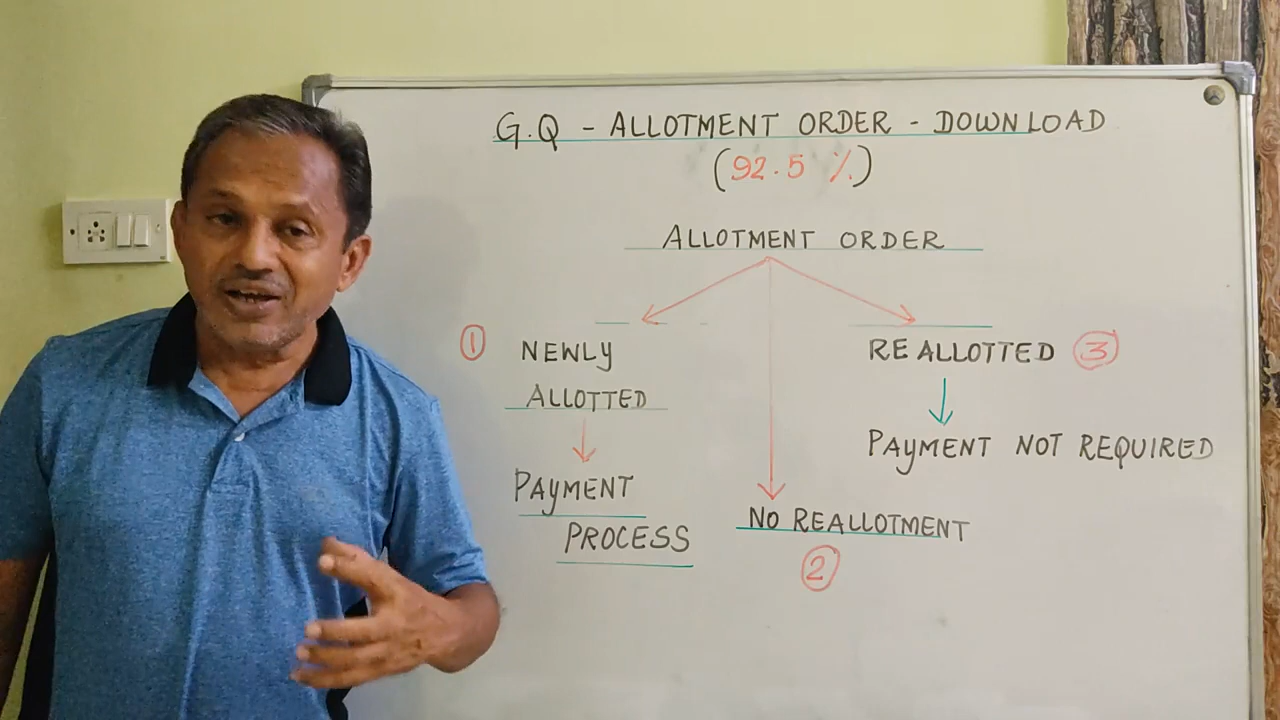 G.Q - ALLOTMENT ORDER - DOWNLOAD
(92.5 %)
ALLOTMENT ORDER
1 NEWLY
ALLOTTED
PAYMENT
PROCESS
NO REALLOTMENT
2
REALLOTTED 3
PAYMENT NOT REQUIRED